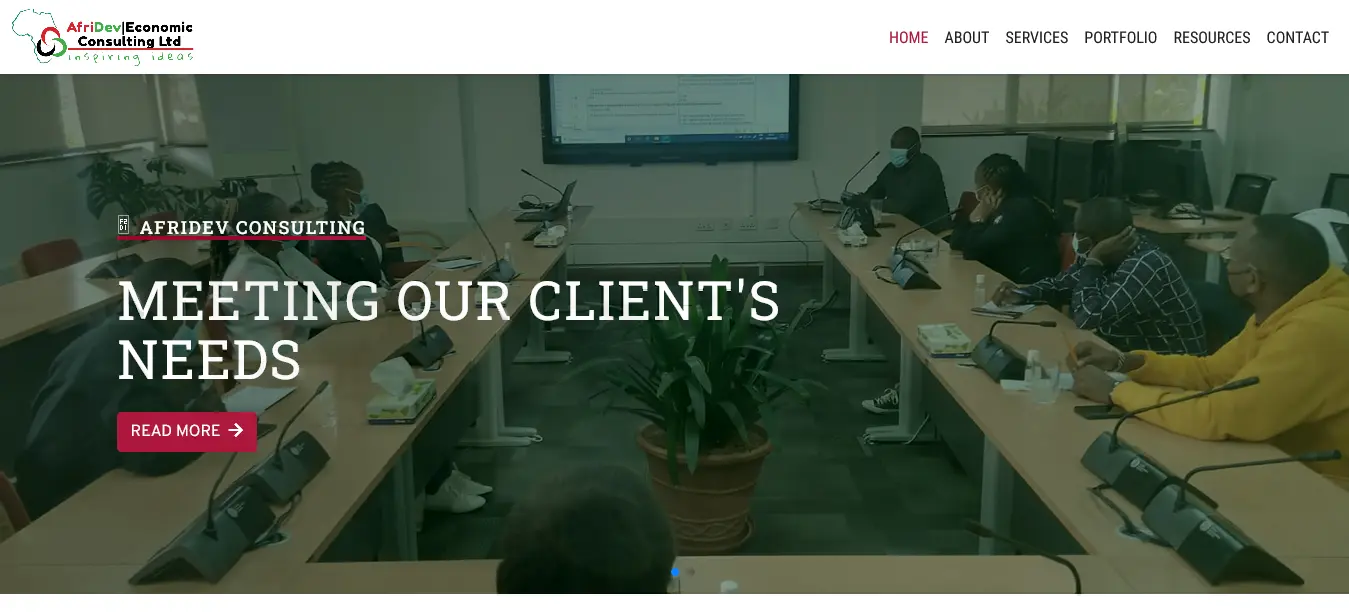 AfriDev|Economic
Consulting Ltd
inspiring ideas
HOME ABOUT SERVICES PORTFOLIO RESOURCES CONTACT
AFRIDEV CONSULTING
MEETING OUR CLIENT'S
NEEDS
READ MORE